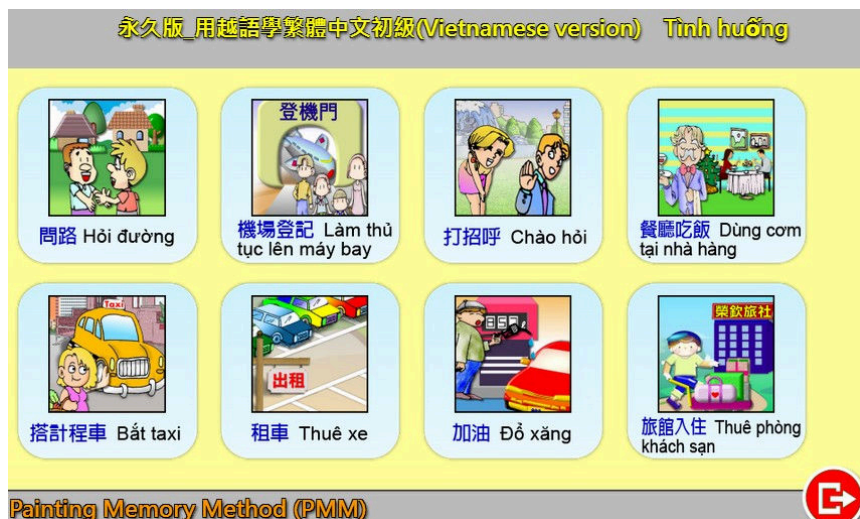 永久版_用越語學繁體中文初級(Vietnamese version) Tình huống
登機門
問路 Hỏi đường
機場登記 Làm thủ
tục lên máy bay
打招呼 Chào hỏi
餐廳吃飯 Dùng cơm
tại nhà hàng
Taxi
出租
850
榮欽旅社
搭計程車 Bắt taxi
租車 Thuê xe
加油 Đổ xăng
旅館入住 Thuê phòng
khách sạn
Painting Memory Method (PMM)